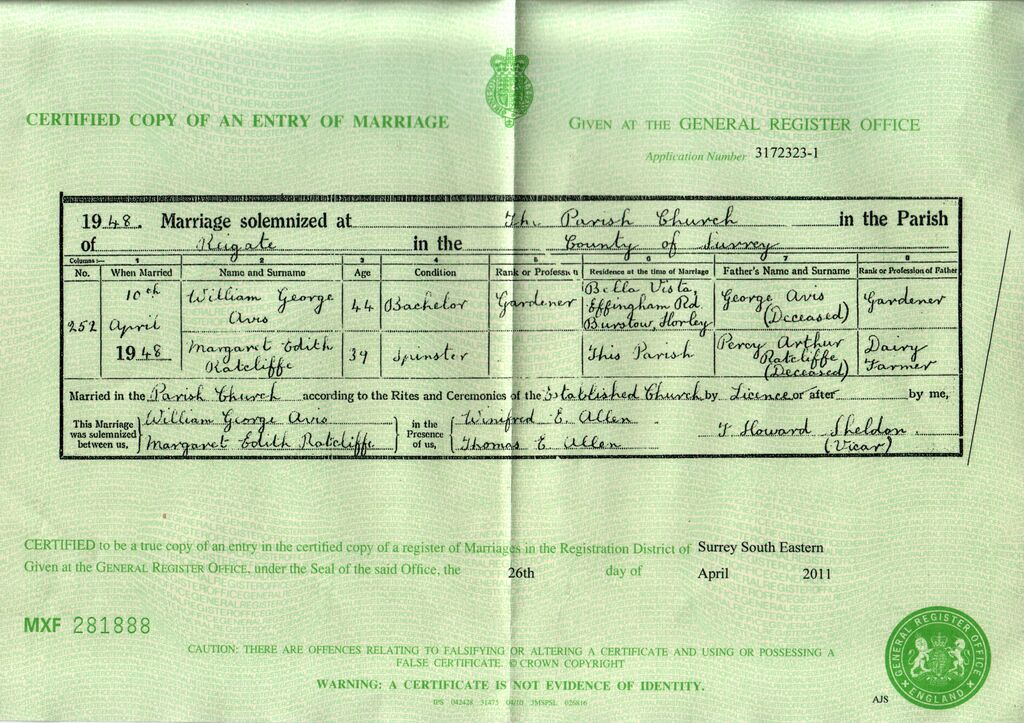 CERTIFIED COPY OF AN ENTRY OF MARRIAGE
GIVEN AT THE GENERAL REGISTER OFFICE
Application Number 3172323-1
1948. Marriage solemnized at The Parish Church in the Parish
of Reigate in the County of Surrey
Columns:— 1 2 3 4 5 6 7 8
No. When Married Name and Surname Age Condition Rank or Profession Residence at the time of Marriage Father's Name and Surname Rank or Profession of Father
252 10th April 1948
William George Avis 44 Bachelor Gardener Bella Vista, Effingham Rd. Burstow, Horley George Avis (Deceased) Gardener
Margaret Edith Ratcliffe 39 Spinster This Parish Percy Arthur Ratcliffe (Deceased) Dairy Farmer
Married in the Parish Church according to the Rites and Ceremonies of the Established Church by Licence or after by me,
This Marriage was solemnized between us, William George Avis Margaret Edith Ratcliffe in the Presence of us, Winifred E. Allen Thomas E Allen T Howard Sheldon. (Vicar)
CERTIFIED to be a true copy of an entry in the certified copy of a register of Marriages in the Registration District of Surrey South Eastern
Given at the GENERAL REGISTER OFFICE, under the Seal of the said Office, the 26th day of April 2011
MXF 281888
CAUTION: THERE ARE OFFENCES RELATING TO FALSIFYING OR ALTERING A CERTIFICATE AND USING OR POSSESSING A
FALSE CERTIFICATE. © CROWN COPYRIGHT
WARNING: A CERTIFICATE IS NOT EVIDENCE OF IDENTITY.
IPS 042428 31475 04/10 3MSPSL 026816
AJS
GENERAL REGISTER OFFICE ENGLAND